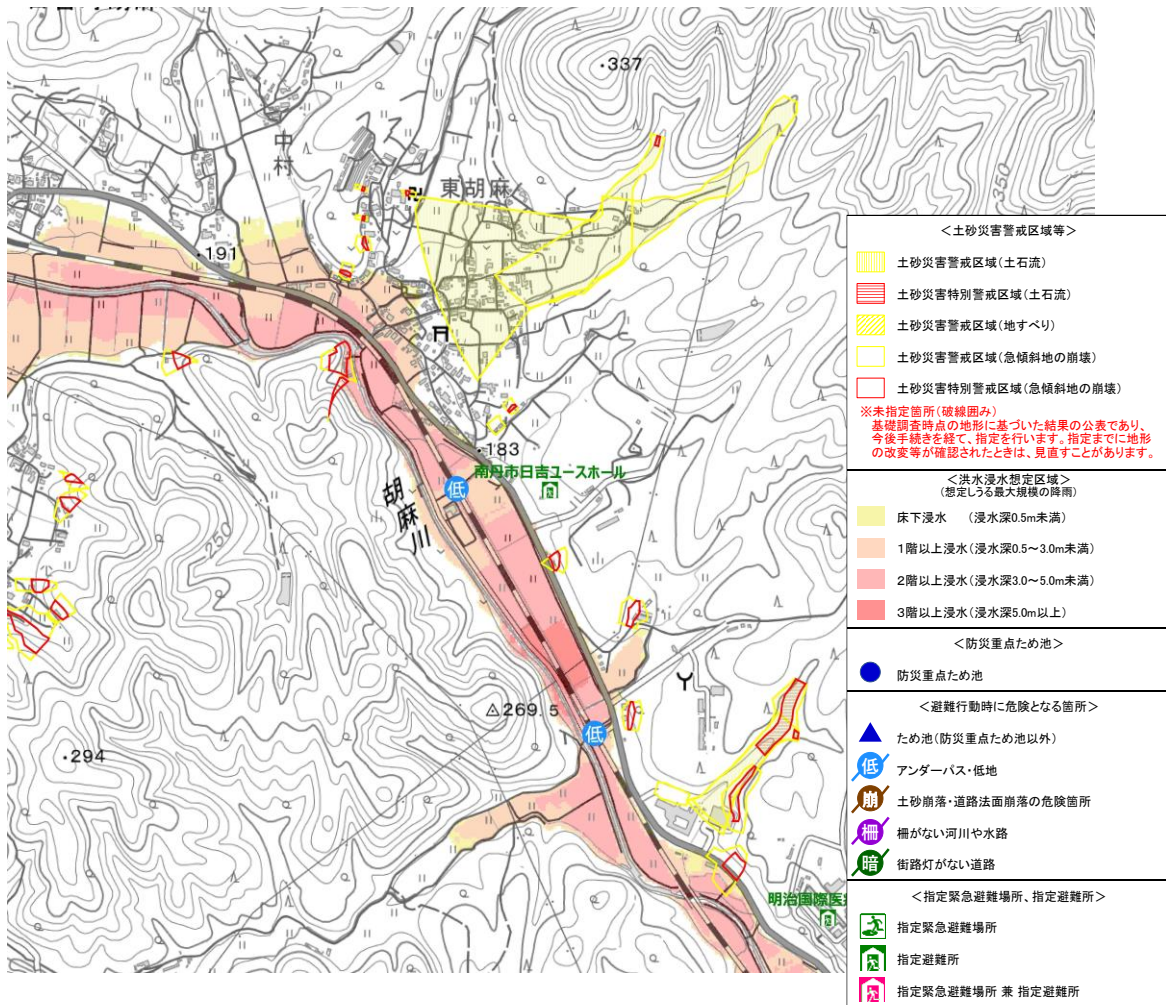 ・337
中村
東胡麻
350
・191
・183
南丹市日吉ユースホール
低
胡麻川
250
△269.5
低
・294
明治国際医
＜土砂災害警戒区域等＞
土砂災害警戒区域（土石流）
土砂災害特別警戒区域（土石流）
土砂災害警戒区域（地すべり）
土砂災害警戒区域（急傾斜地の崩壊）
土砂災害特別警戒区域（急傾斜地の崩壊）
※未指定箇所（破線囲み）
基礎調査時点の地形に基づいた結果の公表であり、
今後手続きを経て、指定を行います。指定までに地形
の改変等が確認されたときは、見直すことがあります。
＜洪水浸水想定区域＞
（想定しうる最大規模の降雨）
床下浸水　（浸水深0.5m未満）
1階以上浸水（浸水深0.5～3.0m未満）
2階以上浸水（浸水深3.0～5.0m未満）
3階以上浸水（浸水深5.0m以上）
＜防災重点ため池＞
防災重点ため池
＜避難行動時に危険となる箇所＞
ため池（防災重点ため池以外）
低 アンダーパス・低地
崩 土砂崩落・道路法面崩落の危険箇所
柵 柵がない河川や水路
暗 街路灯がない道路
＜指定緊急避難場所、指定避難所＞
指定緊急避難場所
指定避難所
指定緊急避難場所 兼 指定避難所